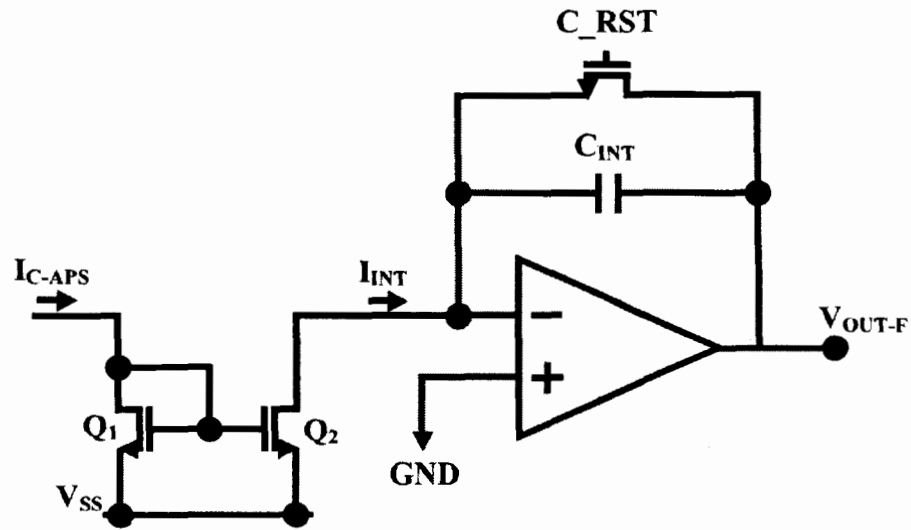 C_RST
C_INT
I_C-APS
I_INT
−
V_OUT-F
+
Q_1
Q_2
GND
V_SS